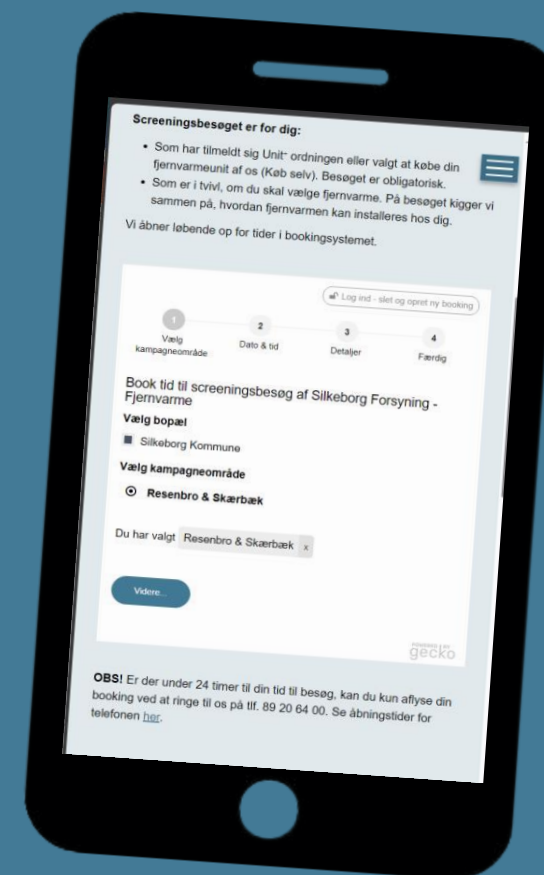 Screeningsbesøget er for dig:
• Som har tilmeldt sig Unit⁺ ordningen eller valgt at købe din
fjernvarmeunit af os (Køb selv). Besøget er obligatorisk.
• Som er i tvivl, om du skal vælge fjernvarme. På besøget kigger vi
sammen på, hvordan fjernvarmen kan installeres hos dig.
Vi åbner løbende op for tider i bookingsystemet.
Log ind - slet og opret ny booking
1
Vælg
kampagneområde
2
Dato & tid
3
Detaljer
4
Færdig
Book tid til screeningsbesøg af Silkeborg Forsyning -
Fjernvarme
Vælg bopæl
Silkeborg Kommune
Vælg kampagneområde
Resenbro & Skærbæk
Du har valgt Resenbro & Skærbæk x
Videre...
POWERED BY
gecko
OBS! Er der under 24 timer til din tid til besøg, kan du kun aflyse din
booking ved at ringe til os på tlf. 89 20 64 00. Se åbningstider for
telefonen her.